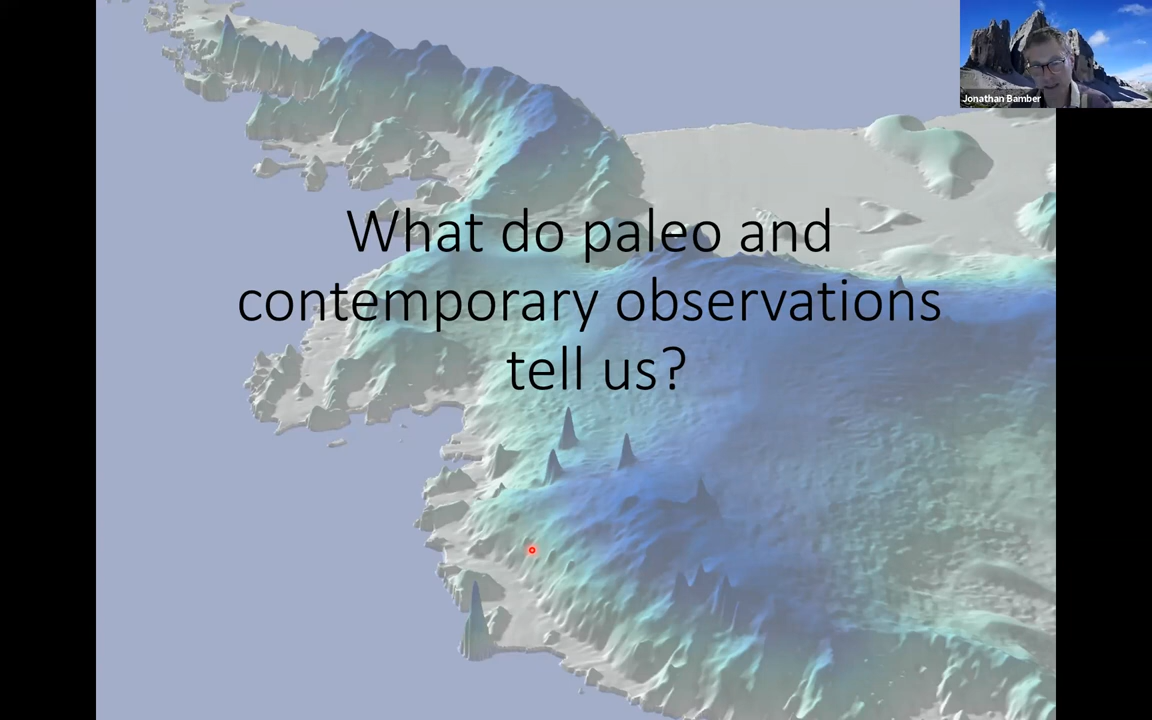 Jonathan Bamber
What do paleo and
contemporary observations
tell us?